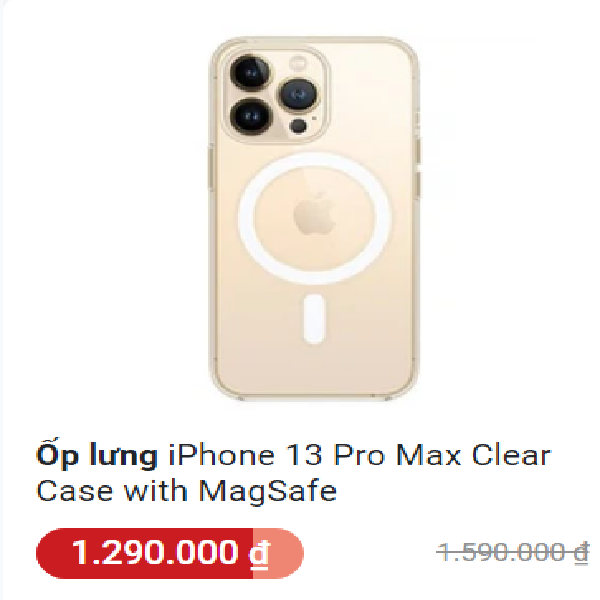 Ốp lưng iPhone 13 Pro Max Clear
Case with MagSafe
1.290.000 ₫ 1.590.000 ₫